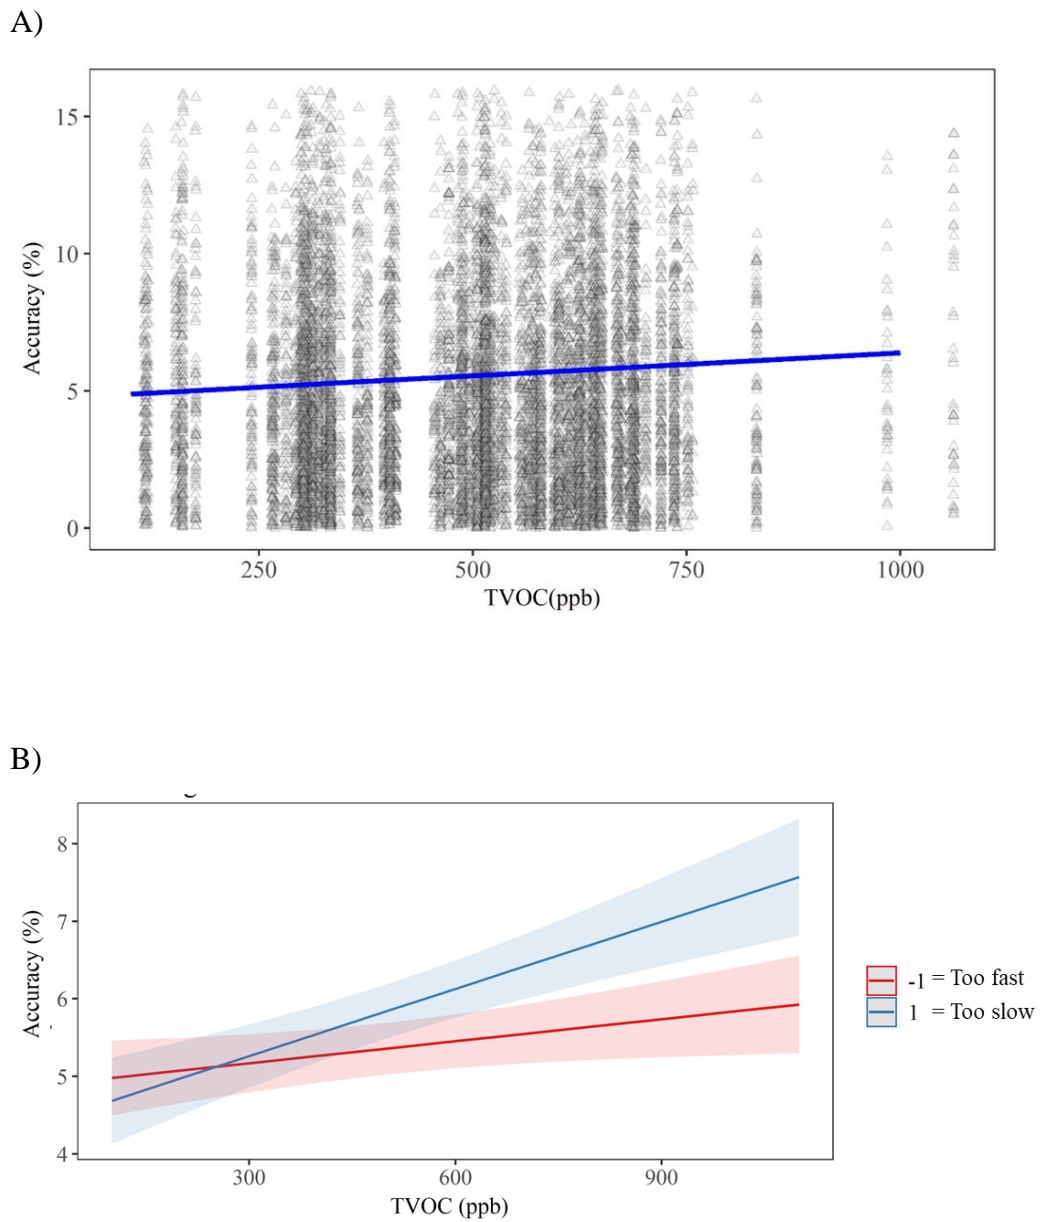 A)
15
10
5
0
Accuracy (%)
250 500 750 1000
TVOC(ppb)
B)
8
7
6
5
4
Accuracy (%)
300 600 900
TVOC (ppb)
-1 = Too fast
1 = Too slow